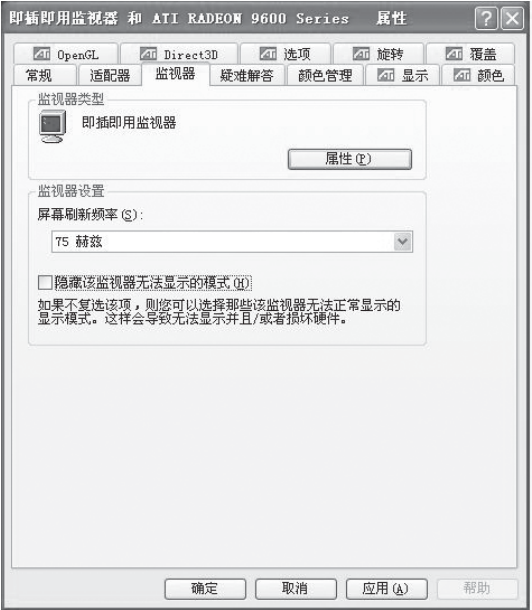 即插即用监视器 和 ATI RADEON 9600 Series 属性
ATI OpenGL ATI Direct3D ATI 选项 ATI 旋转 ATI 覆盖
常规 适配器 监视器 疑难解答 颜色管理 ATI 显示 ATI 颜色
监视器类型
即插即用监视器
属性(P)
监视器设置
屏幕刷新频率(S):
75 赫兹
隐藏该监视器无法显示的模式(H)
如果不复选该项，则您可以选择那些该监视器无法正常显示的
显示模式。这样会导致无法显示并且/或者损坏硬件。
确定 取消 应用(A) 帮助